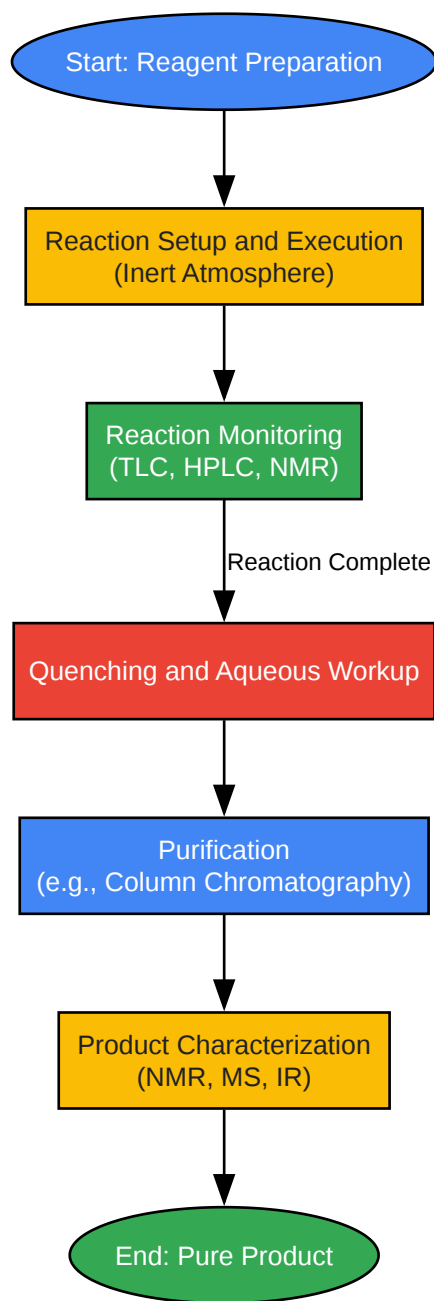 Start: Reagent Preparation
Reaction Setup and Execution
(Inert Atmosphere)
Reaction Monitoring
(TLC, HPLC, NMR)
Reaction Complete
Quenching and Aqueous Workup
Purification
(e.g., Column Chromatography)
Product Characterization
(NMR, MS, IR)
End: Pure Product